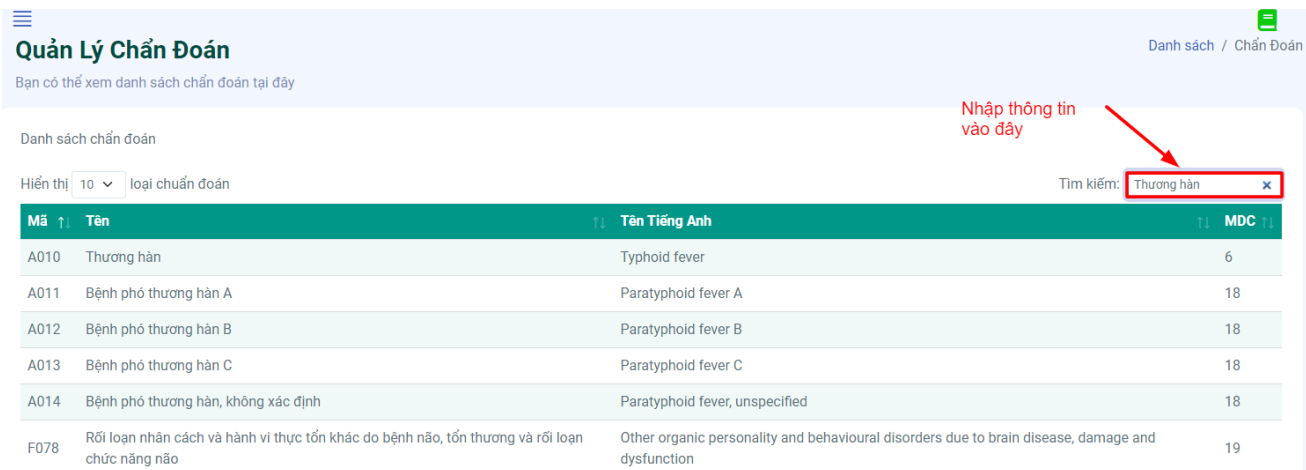 Quản Lý Chẩn Đoán
Danh sách / Chẩn Đoán
Bạn có thể xem danh sách chẩn đoán tại đây
Nhập thông tin
vào đây
Danh sách chẩn đoán
Hiển thị 10 loại chuẩn đoán
Tìm kiếm: Thương hàn
Mã Tên Tên Tiếng Anh MDC
A010 Thương hàn Typhoid fever 6
A011 Bệnh phó thương hàn A Paratyphoid fever A 18
A012 Bệnh phó thương hàn B Paratyphoid fever B 18
A013 Bệnh phó thương hàn C Paratyphoid fever C 18
A014 Bệnh phó thương hàn, không xác định Paratyphoid fever, unspecified 18
F078 Rối loạn nhân cách và hành vi thực tổn khác do bệnh não, tổn thương và rối loạn Other organic personality and behavioural disorders due to brain disease, damage and 19
chức năng não dysfunction